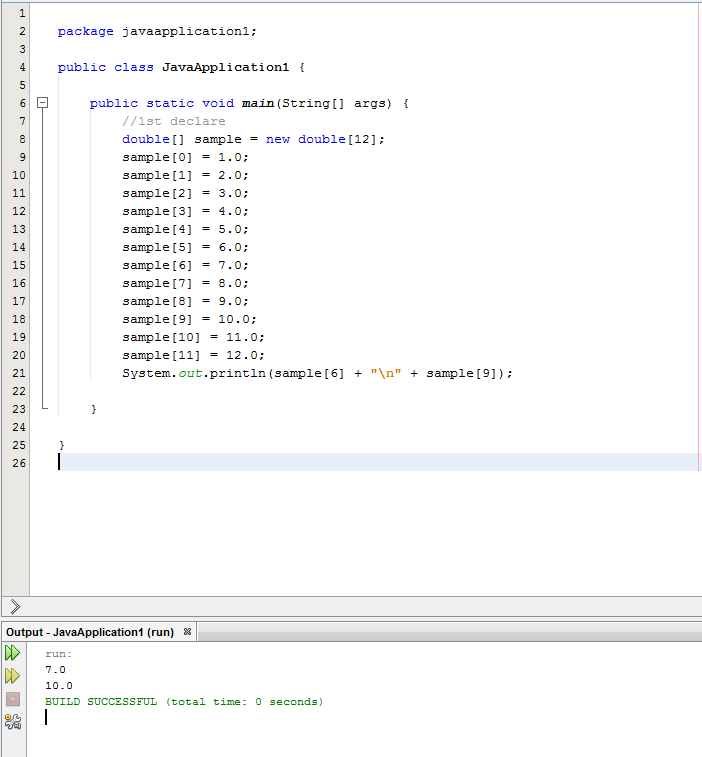 1
2 package javaapplication1;
3
4 public class JavaApplication1 {
5
6 public static void main(String[] args) {
7 //1st declare
8 double[] sample = new double[12];
9 sample[0] = 1.0;
10 sample[1] = 2.0;
11 sample[2] = 3.0;
12 sample[3] = 4.0;
13 sample[4] = 5.0;
14 sample[5] = 6.0;
15 sample[6] = 7.0;
16 sample[7] = 8.0;
17 sample[8] = 9.0;
18 sample[9] = 10.0;
19 sample[10] = 11.0;
20 sample[11] = 12.0;
21 System.out.println(sample[6] + "\n" + sample[9]);
22
23 }
24
25 }
26
Output - JavaApplication1 (run)
run:
7.0
10.0
BUILD SUCCESSFUL (total time: 0 seconds)